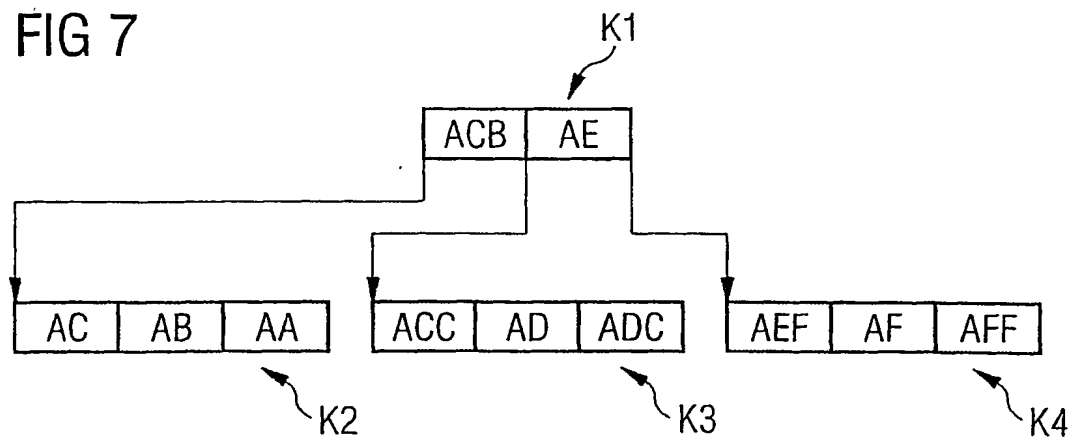 FIG 7
K1
ACB AE
AC AB AA
ACC AD ADC
AEF AF AFF
K2
K3
K4